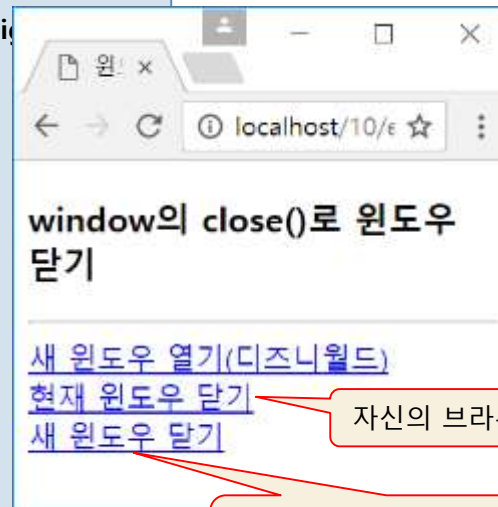 윈
localhost/10/e
window의 close()로 윈도우
닫기
새 윈도우 열기(디즈니월드)
현재 윈도우 닫기
자신의
새 윈도우 닫기